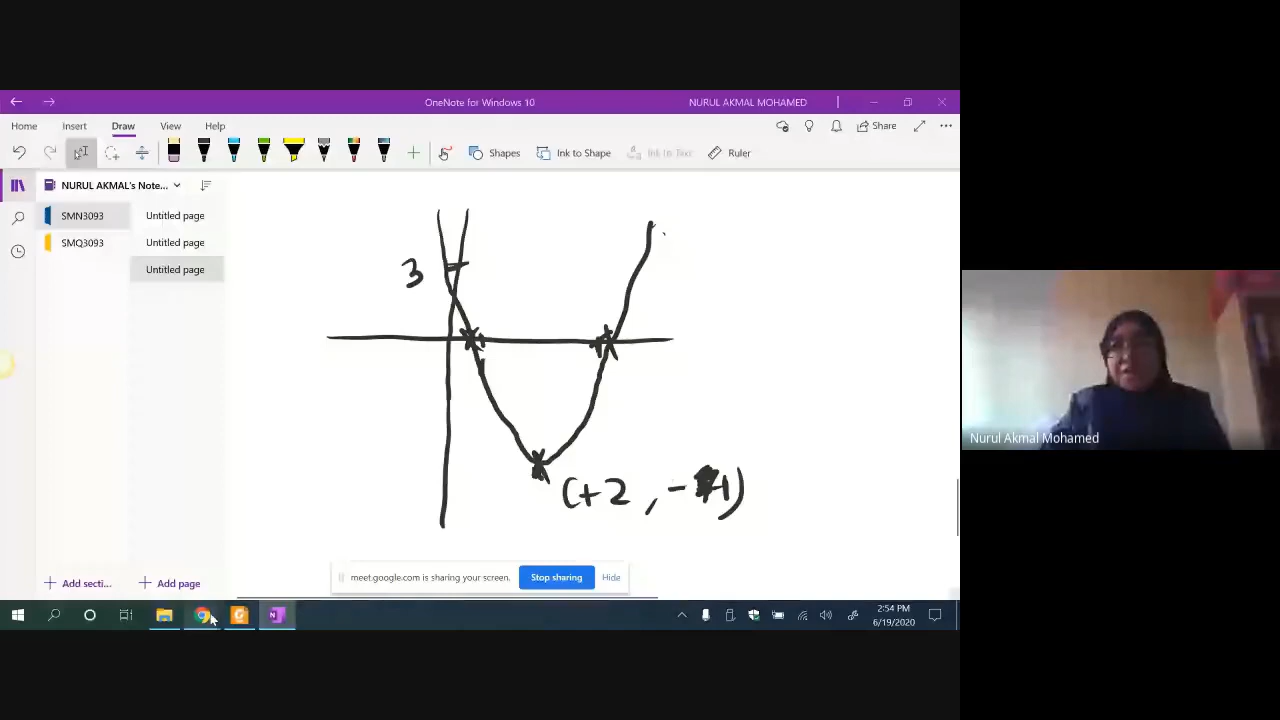 OneNote for Windows 10
NURUL AKMAL MOHAMED
Home Insert Draw View Help
Share
Shapes
Ink to Shape
Ink to Text
Ruler
NURUL AKMAL's Note...
SMN3093
SMQ3093
Untitled page
Untitled page
Untitled page
3
(+2, -1)
Add secti...
Add page
meet.google.com is sharing your screen.
Stop sharing
Hide
2:54 PM
6/19/2020
Nurul Akmal Mohamed